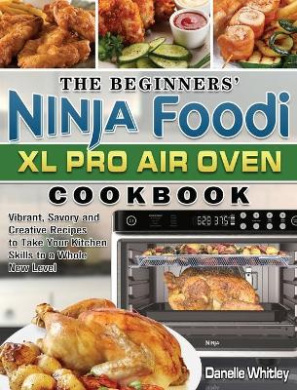 THE BEGINNERS'
NINJA Foodi
XL PRO AIR OVEN
COOKBOOK
Vibrant, Savory and
Creative Recipes
to Take Your Kitchen
Skills to a Whole
New Level
NINJA
Danelle Whitley